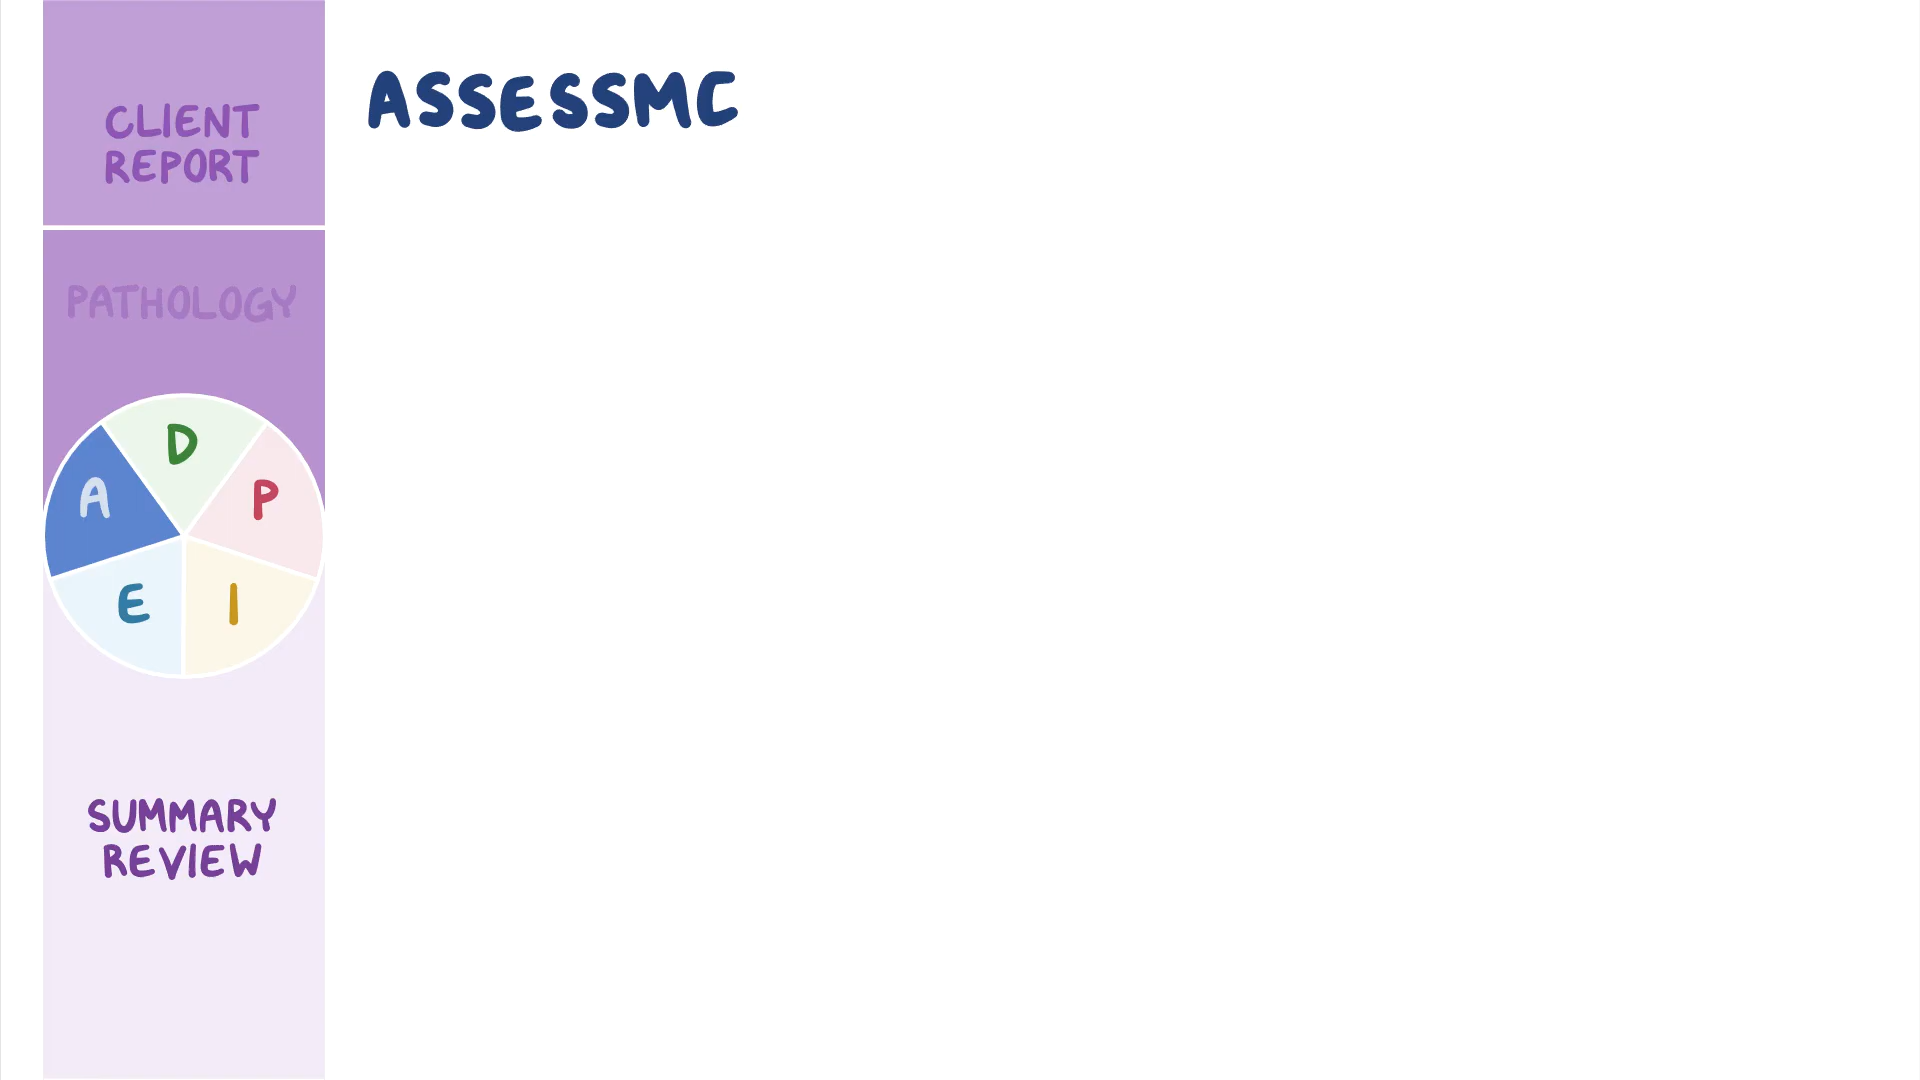 CLIENT
REPORT
ASSESSMC
PATHOLOGY
D
A
P
E
I
SUMMARY
REVIEW